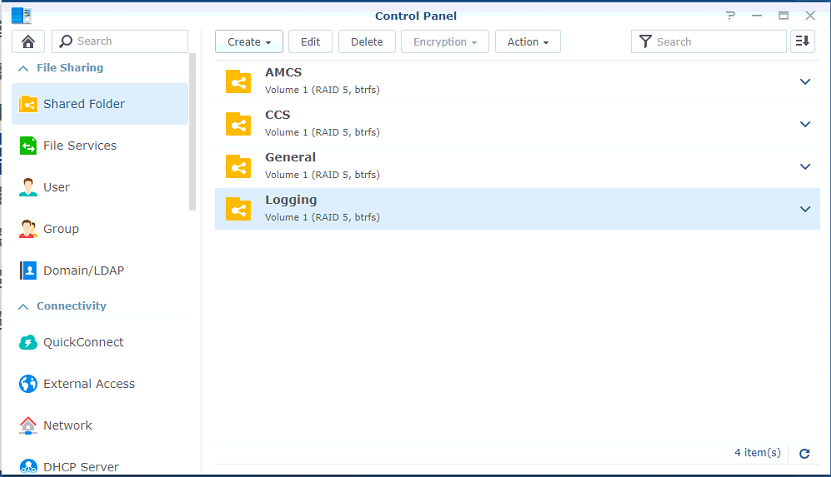 Control Panel
Search
Create
Edit
Delete
Encryption
Action
Search
File Sharing
Shared Folder
File Services
User
Group
Domain/LDAP
Connectivity
QuickConnect
External Access
Network
DHCP Server
AMCS
Volume 1 (RAID 5, btrfs)
CCS
Volume 1 (RAID 5, btrfs)
General
Volume 1 (RAID 5, btrfs)
Logging
Volume 1 (RAID 5, btrfs)
4 item(s)